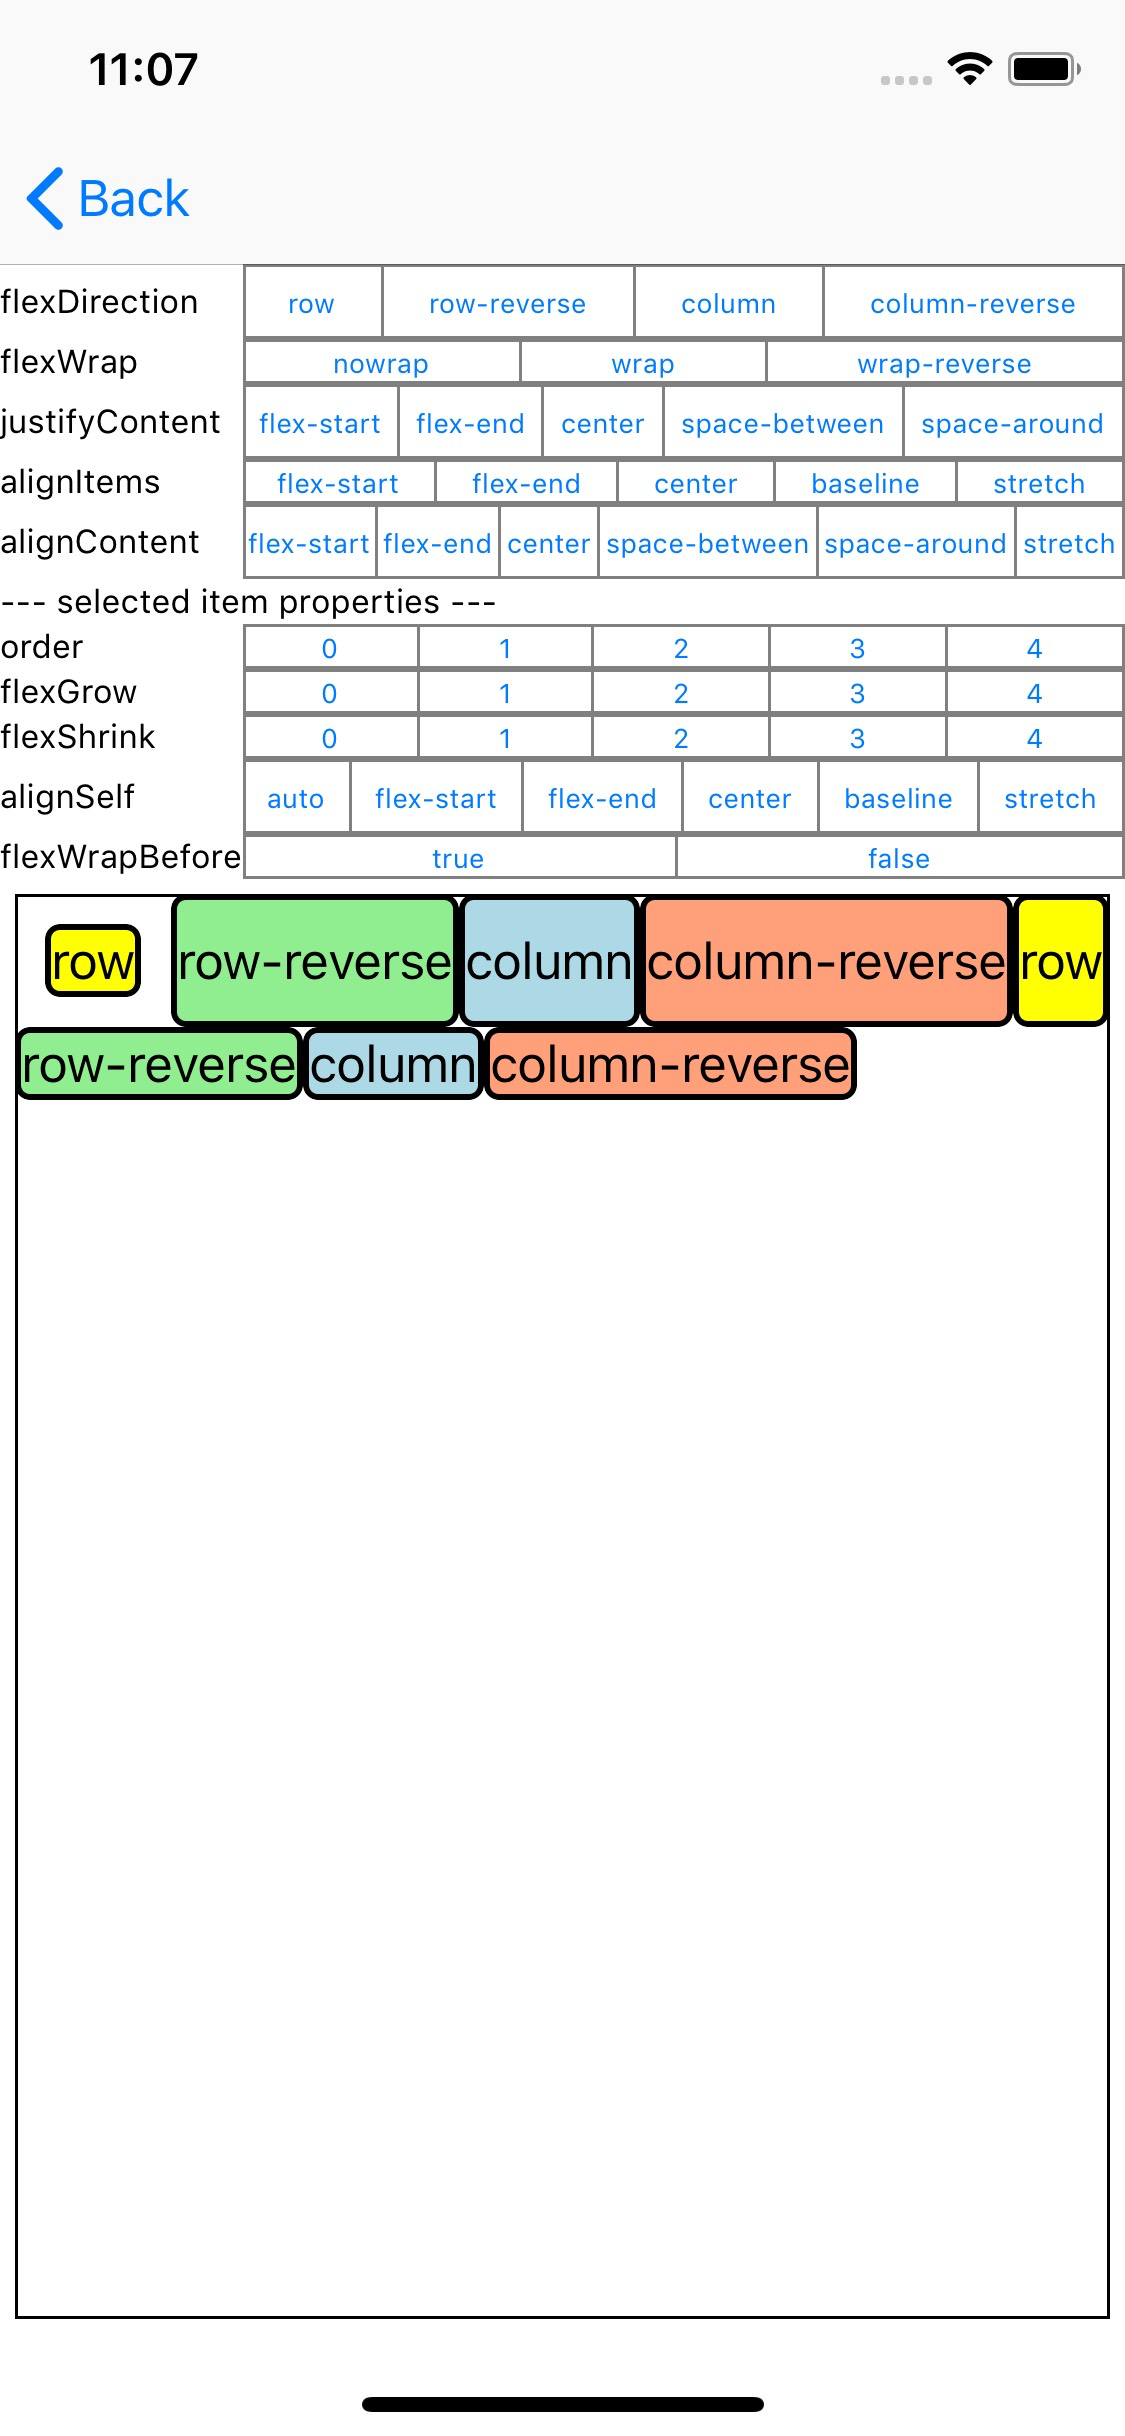 11:07
Back
flexDirection row row-reverse column column-reverse
flexWrap nowrap wrap wrap-reverse
justifyContent flex-start flex-end center space-between space-around
alignItems flex-start flex-end center baseline stretch
alignContent flex-start flex-end center space-between space-around stretch
--- selected item properties ---
order 0 1 2 3 4
flexGrow 0 1 2 3 4
flexShrink 0 1 2 3 4
alignSelf auto flex-start flex-end center baseline stretch
flexWrapBefore true false
row row-reverse column column-reverse row
row-reverse column column-reverse